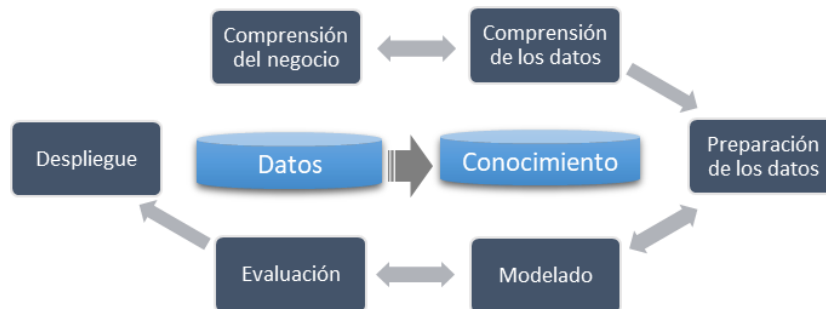 Comprensión
del negocio
Comprensión
de los datos
Despliegue
Datos
Conocimiento
Preparación
de los datos
Evaluación
Modelado